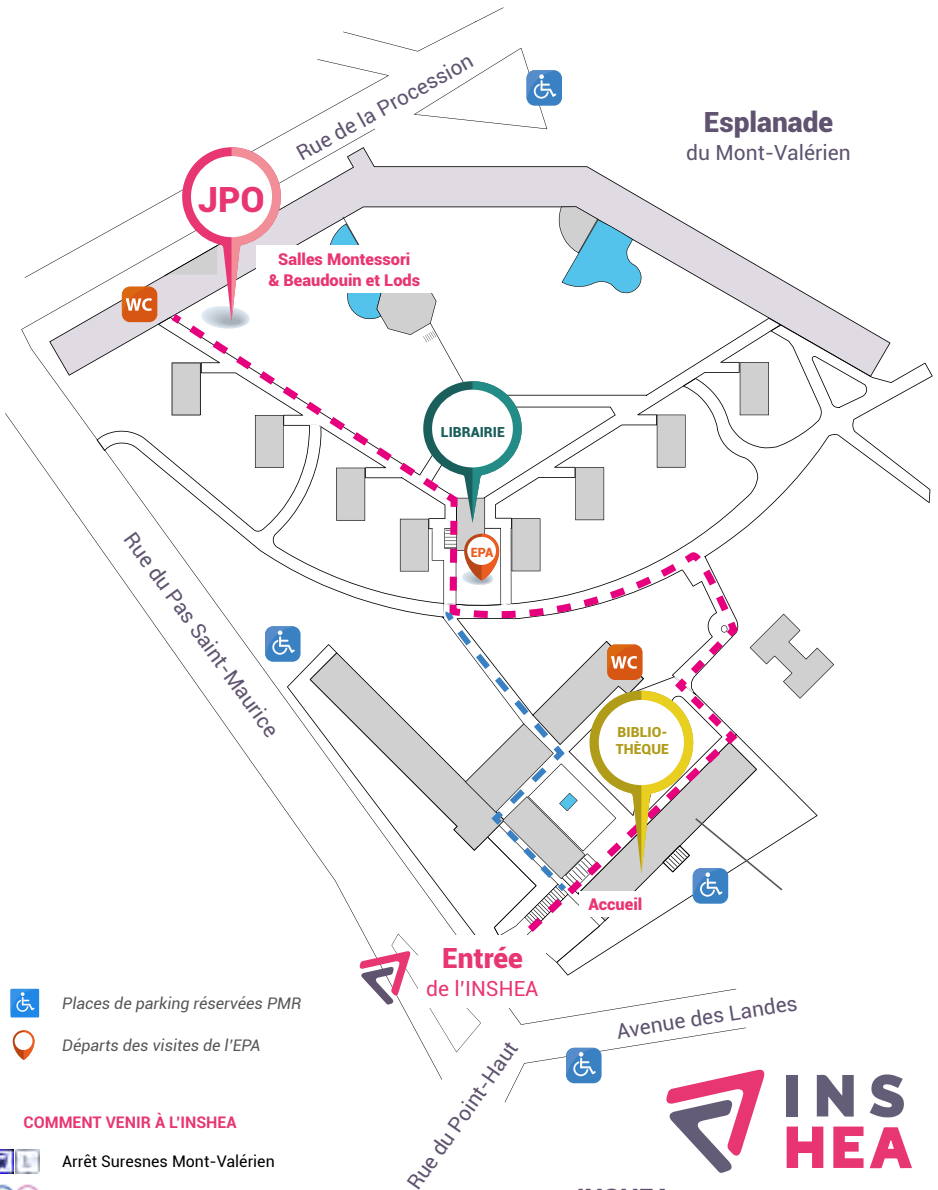 Rue de la Procession
Esplanade
du Mont-Valérien
JPO
Salles Montessori
& Beaudouin et Lods
WC
LIBRAIRIE
EPA
Rue du Pas Saint-Maurice
WC
BIBLIO-
THÈQUE
Accueil
Entrée
de l'INSHEA
Places de parking réservées PMR
Départs des visites de l'EPA
Avenue des Landes
Rue du Point-Haut
INS
HEA
COMMENT VENIR À L'INSHEA
Arrêt Suresnes Mont-Valérien